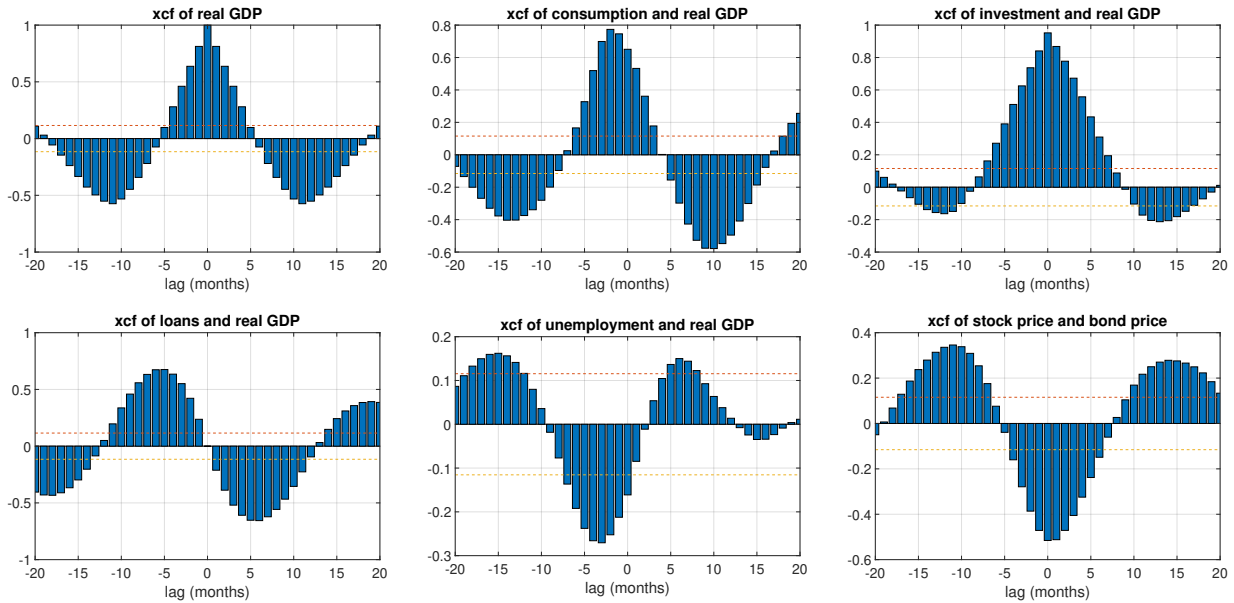 xcf of real GDP
1
0.5
0
-0.5
-1
-20 -15 -10 -5 0 5 10 15 20
lag (months)
xcf of consumption and real GDP
0.8
0.6
0.4
0.2
0
-0.2
-0.4
-0.6
-20 -15 -10 -5 0 5 10 15 20
lag (months)
xcf of investment and real GDP
1
0.8
0.6
0.4
0.2
0
-0.2
-0.4
-20 -15 -10 -5 0 5 10 15 20
lag (months)
xcf of loans and real GDP
1
0.5
0
-0.5
-1
-20 -15 -10 -5 0 5 10 15 20
lag (months)
xcf of unemployment and real GDP
0.2
0.1
0
-0.1
-0.2
-0.3
-20 -15 -10 -5 0 5 10 15 20
lag (months)
xcf of stock price and bond price
0.4
0.2
0
-0.2
-0.4
-0.6
-20 -15 -10 -5 0 5 10 15 20
lag (months)